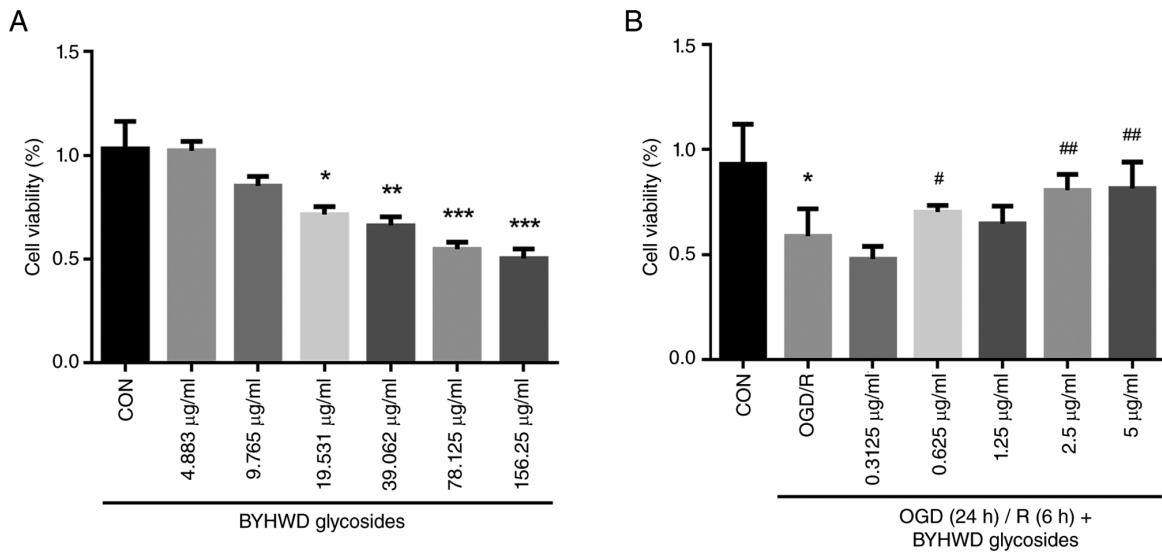 A
Cell viability (%)
1.5
1.0
0.5
0.0
*
**
***
***
CON
4.883 μg/ml
9.765 μg/ml
19.531 μg/ml
39.062 μg/ml
78.125 μg/ml
156.25 μg/ml
BYHWD glycosides
B
Cell viability (%)
1.5
1.0
0.5
0.0
*
#
##
##
CON
OGD/R
0.3125 μg/ml
0.625 μg/ml
1.25 μg/ml
2.5 μg/ml
5 μg/ml
OGD (24 h) / R (6 h) +
BYHWD glycosides